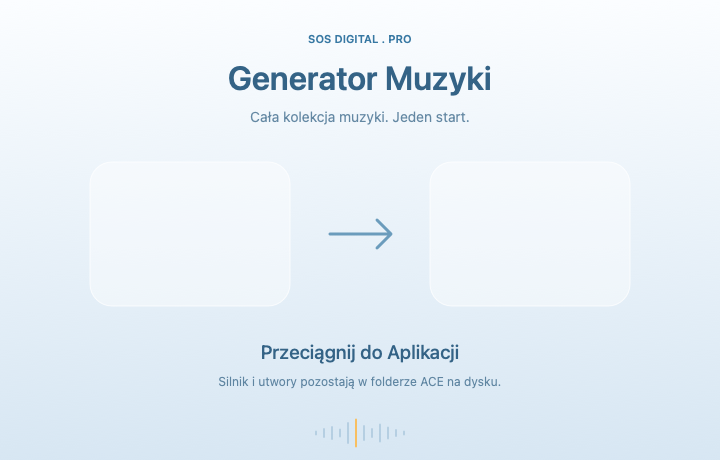 SOS DIGITAL . PRO
Generator Muzyki
Cała kolekcja muzyki. Jeden start.
Przeciągnij do Aplikacji
Silnik i utwory pozostają w folderze ACE na dysku.